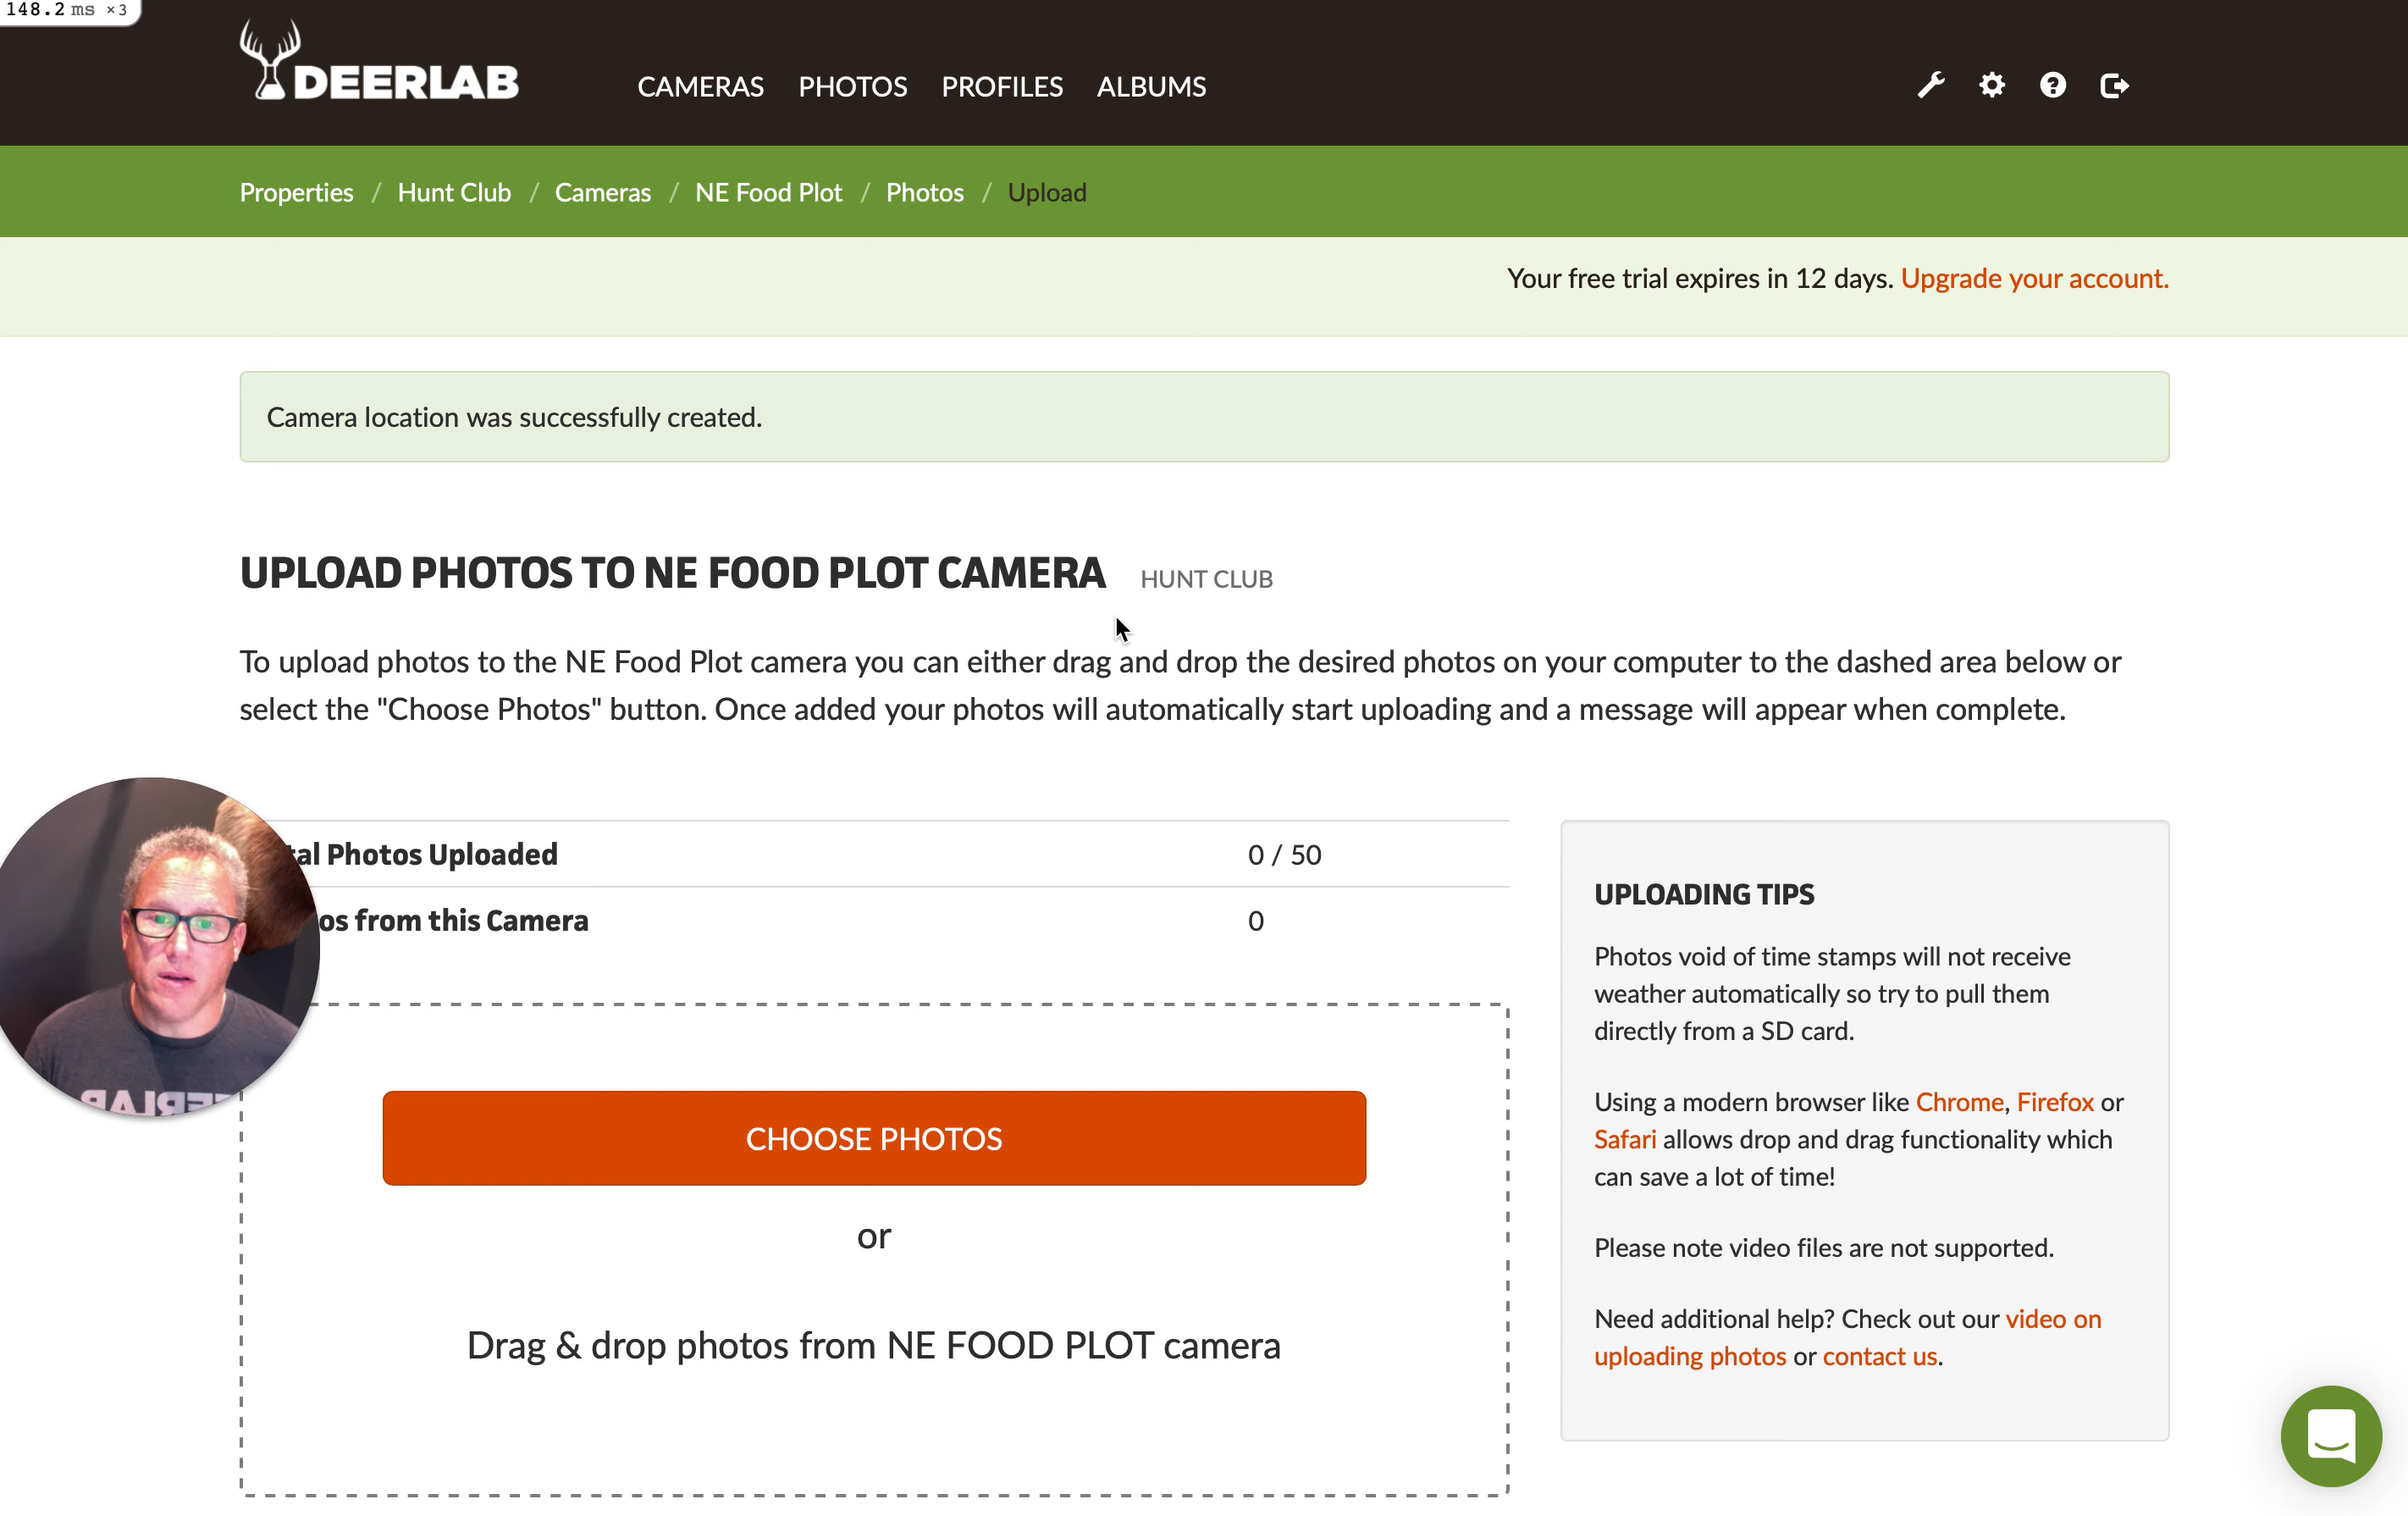 148.2 ms ×3
DEERLAB
CAMERAS PHOTOS PROFILES ALBUMS
Properties / Hunt Club / Cameras / NE Food Plot / Photos / Upload
Your free trial expires in 12 days. Upgrade your account.
Camera location was successfully created.
UPLOAD PHOTOS TO NE FOOD PLOT CAMERA HUNT CLUB
To upload photos to the NE Food Plot camera you can either drag and drop the desired photos on your computer to the dashed area below or
select the "Choose Photos" button. Once added your photos will automatically start uploading and a message will appear when complete.
Photos Uploaded 0 / 50
from this Camera 0
CHOOSE PHOTOS
or
Drag & drop photos from NE FOOD PLOT camera
UPLOADING TIPS
Photos void of time stamps will not receive
weather automatically so try to pull them
directly from a SD card.
Using a modern browser like Chrome, Firefox or
Safari allows drop and drag functionality which
can save a lot of time!
Please note video files are not supported.
Need additional help? Check out our video on
uploading photos or contact us.